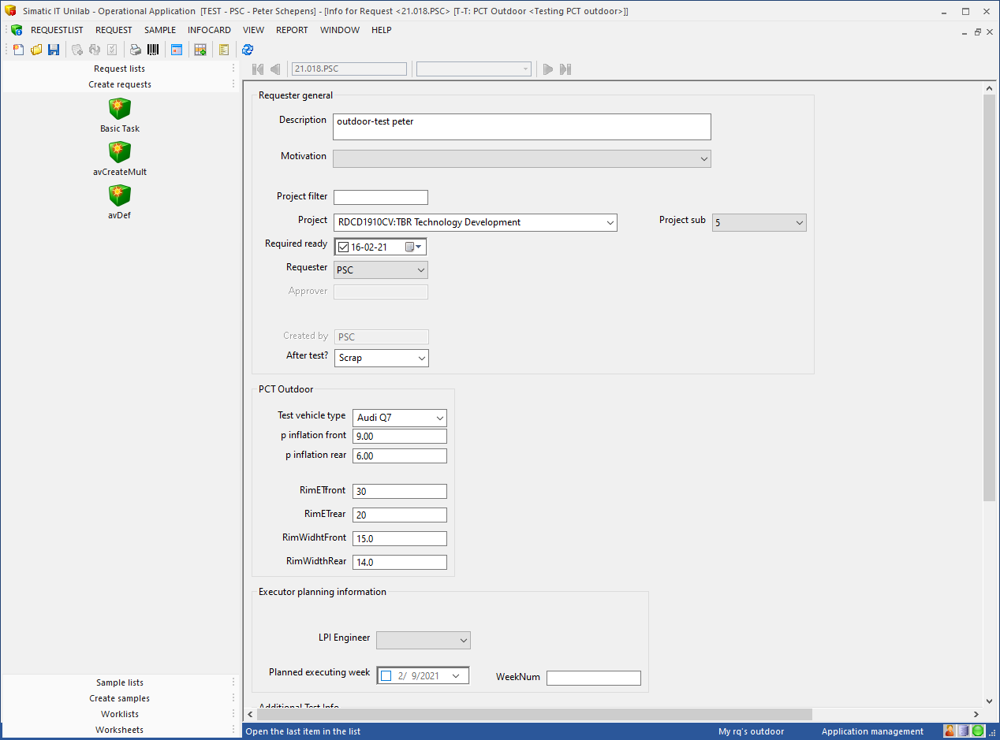 Simatic IT Unilab - Operational Application [TEST - PSC - Peter Schepens] - [Info for Request <21.018.PSC> [T-T: PCT Outdoor <Testing PCT outdoor>]]
REQUESTLIST REQUEST SAMPLE INFOCARD VIEW REPORT WINDOW HELP
Request lists
21.018.PSC
Create requests
Basic Task
avCreateMult
avDef
Requester general
Description outdoor-test peter
Motivation
Project filter
Project RDCD1910CV:TBR Technology Development Project sub 5
Required ready 16-02-21
Requester PSC
Approver
Created by PSC
After test? Scrap
PCT Outdoor
Test vehicle type Audi Q7
p inflation front 9.00
p inflation rear 6.00
RimETfront 30
RimETrear 20
RimWidhtFront 15.0
RimWidthRear 14.0
Executor planning information
LPI Engineer
Planned executing week 2/ 9/2021 WeekNum
Additional Test Info
Sample lists
Create samples
Worklists
Worksheets
Open the last item in the list My rq's outdoor Application management